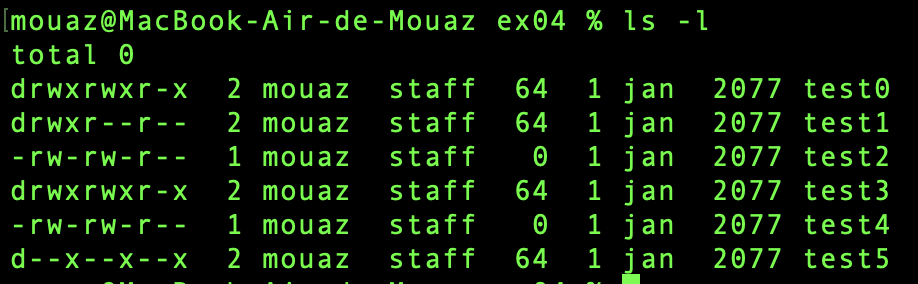 mouaz@MacBook-Air-de-Mouaz ex04 % ls -l
total 0
drwxrwxr-x  2 mouaz  staff  64  1 jan  2077 test0
drwxr--r--  2 mouaz  staff  64  1 jan  2077 test1
-rw-rw-r--  1 mouaz  staff   0  1 jan  2077 test2
drwxrwxr-x  2 mouaz  staff  64  1 jan  2077 test3
-rw-rw-r--  1 mouaz  staff   0  1 jan  2077 test4
d--x--x--x  2 mouaz  staff  64  1 jan  2077 test5